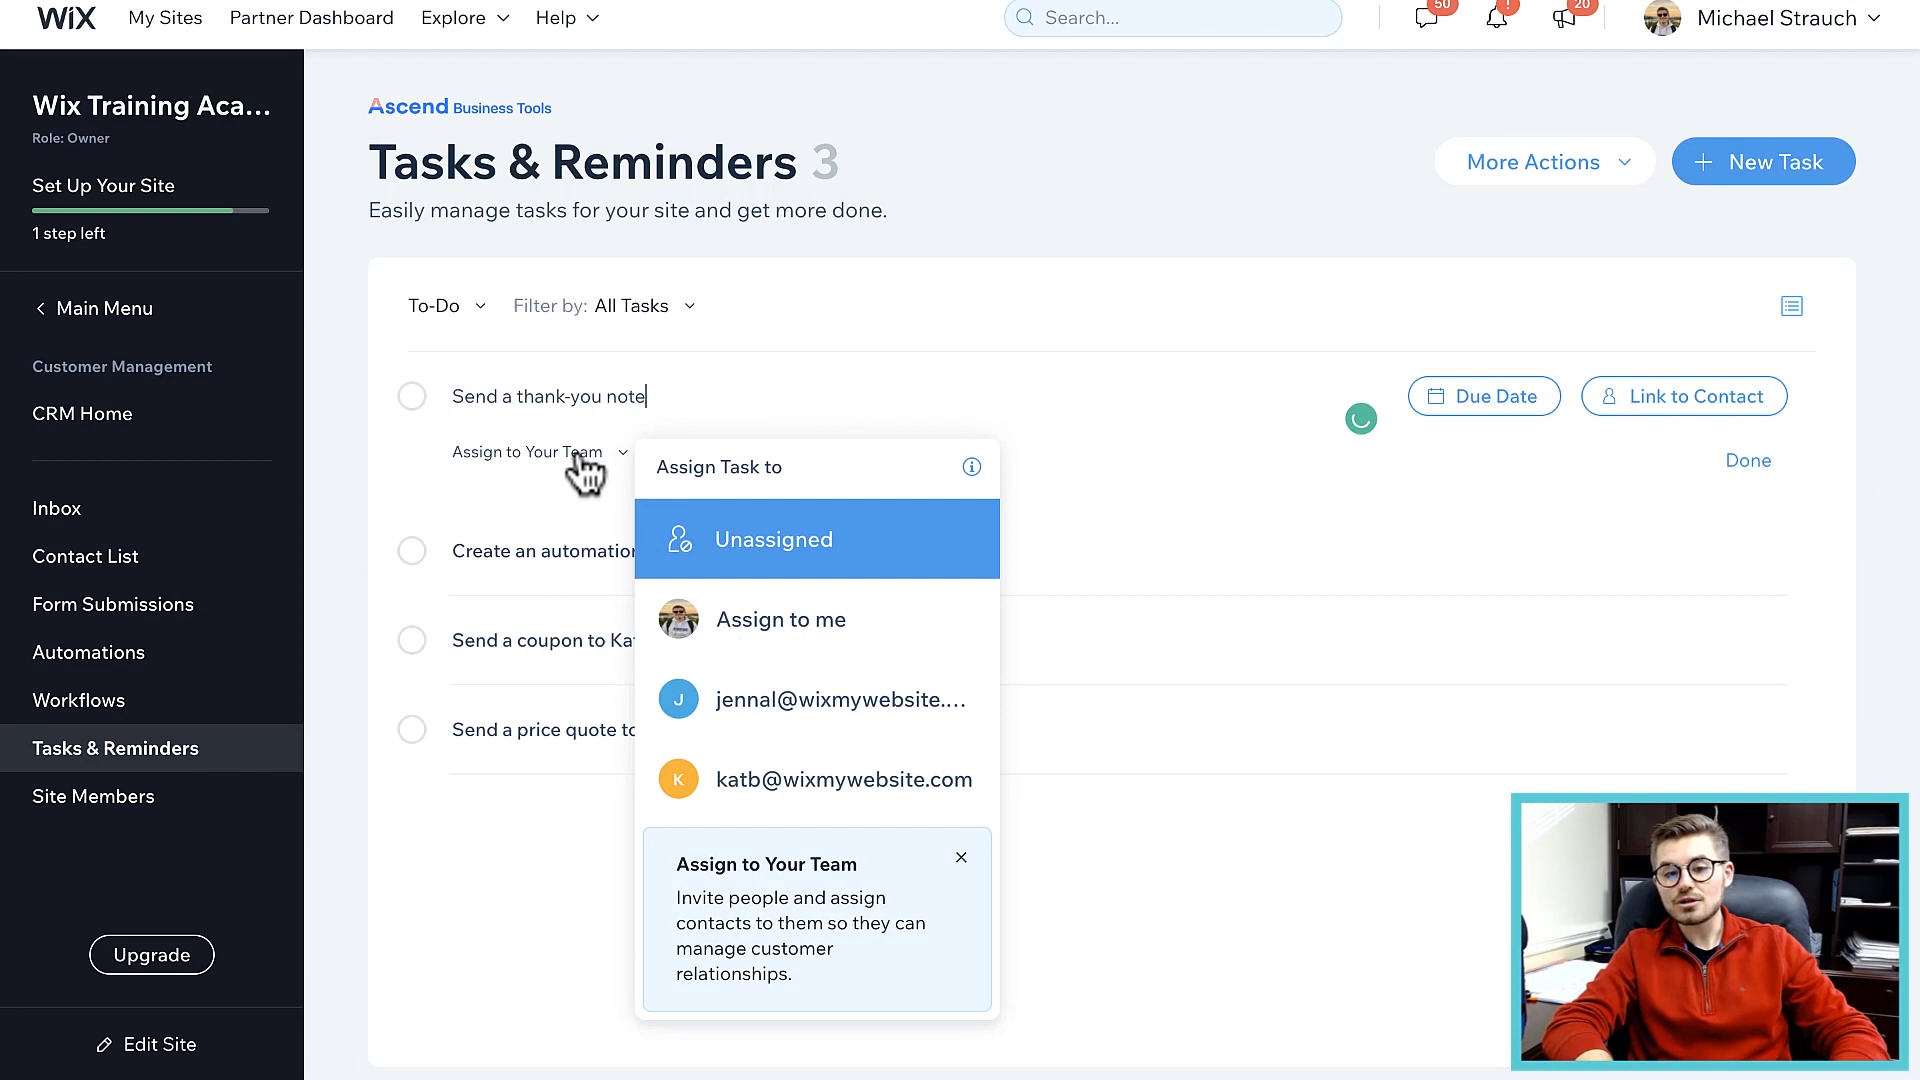 WiX
My Sites
Partner Dashboard
Explore
Help
Search...
50
!
20
Michael Strauch
Wix Training Aca...
Role: Owner
Set Up Your Site
1 step left
Main Menu
Customer Management
CRM Home
Inbox
Contact List
Form Submissions
Automations
Workflows
Tasks & Reminders
Site Members
Upgrade
Edit Site
Ascend Business Tools
Tasks & Reminders 3
Easily manage tasks for your site and get more done.
More Actions
+ New Task
To-Do
Filter by: All Tasks
Send a thank-you note
Due Date
Link to Contact
Assign to Your Team
Done
Create an automation
Send a coupon to Kat
Send a price quote to
Assign Task to
Unassigned
Assign to me
J jennal@wixmywebsite....
K katb@wixmywebsite.com
Assign to Your Team
Invite people and assign
contacts to them so they can
manage customer
relationships.